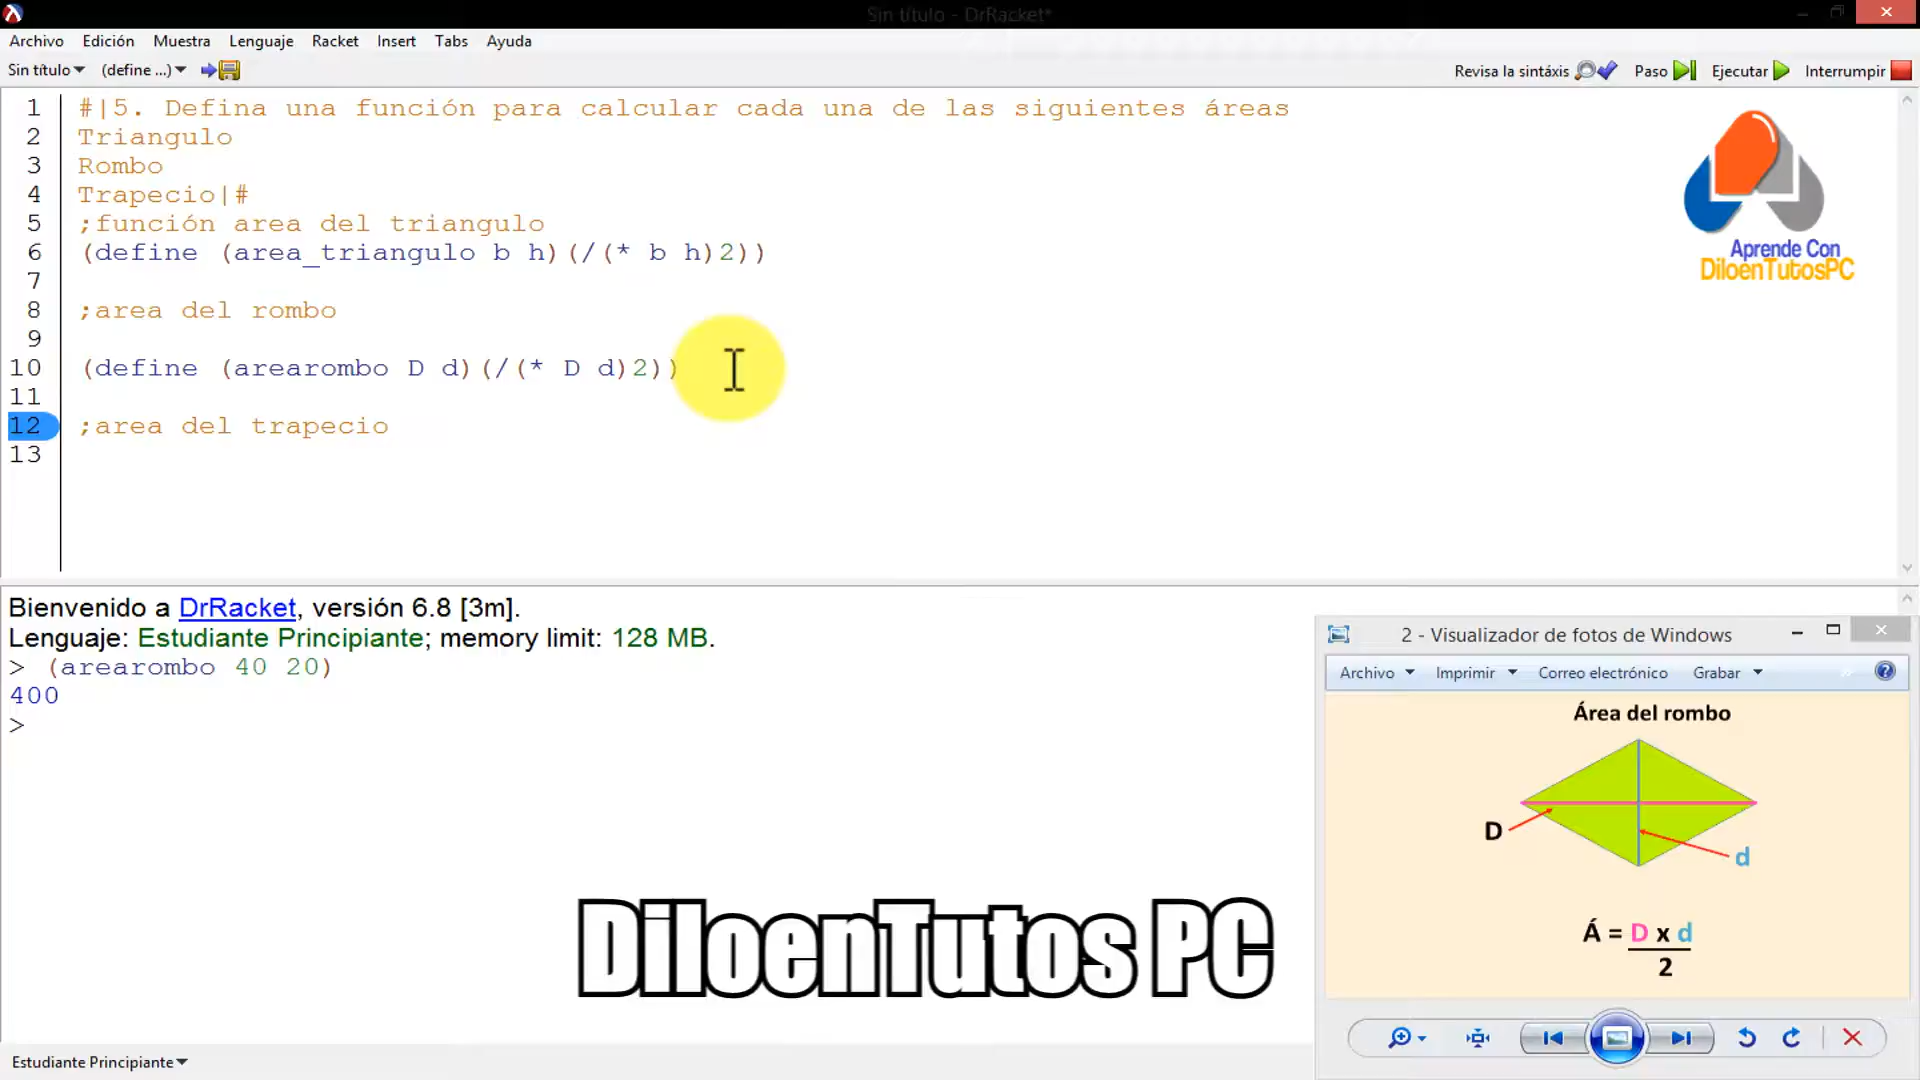 Sin título - DrRacket*
Archivo Edición Muestra Lenguaje Racket Insert Tabs Ayuda
Sin título (define ...) Revisa la sintáxis Paso Ejecutar Interrumpir
1 #|5. Defina una función para calcular cada una de las siguientes áreas
2 Triangulo
3 Rombo
4 Trapecio|#
5 ;función area del triangulo
6 (define (area_triangulo b h)(/(* b h)2))
7
8 ;area del rombo
9
10 (define (arearombo D d)(/(* D d)2))
11
12 ;area del trapecio
13
Aprende Con
DiloenTutosPC
Bienvenido a DrRacket, versión 6.8 [3m].
Lenguaje: Estudiante Principiante; memory limit: 128 MB.
> (arearombo 40 20)
400
>
2 - Visualizador de fotos de Windows
Archivo Imprimir Correo electrónico Grabar
Área del rombo
D
d
Á = D x d
2
DiloenTutos PC
Estudiante Principiante